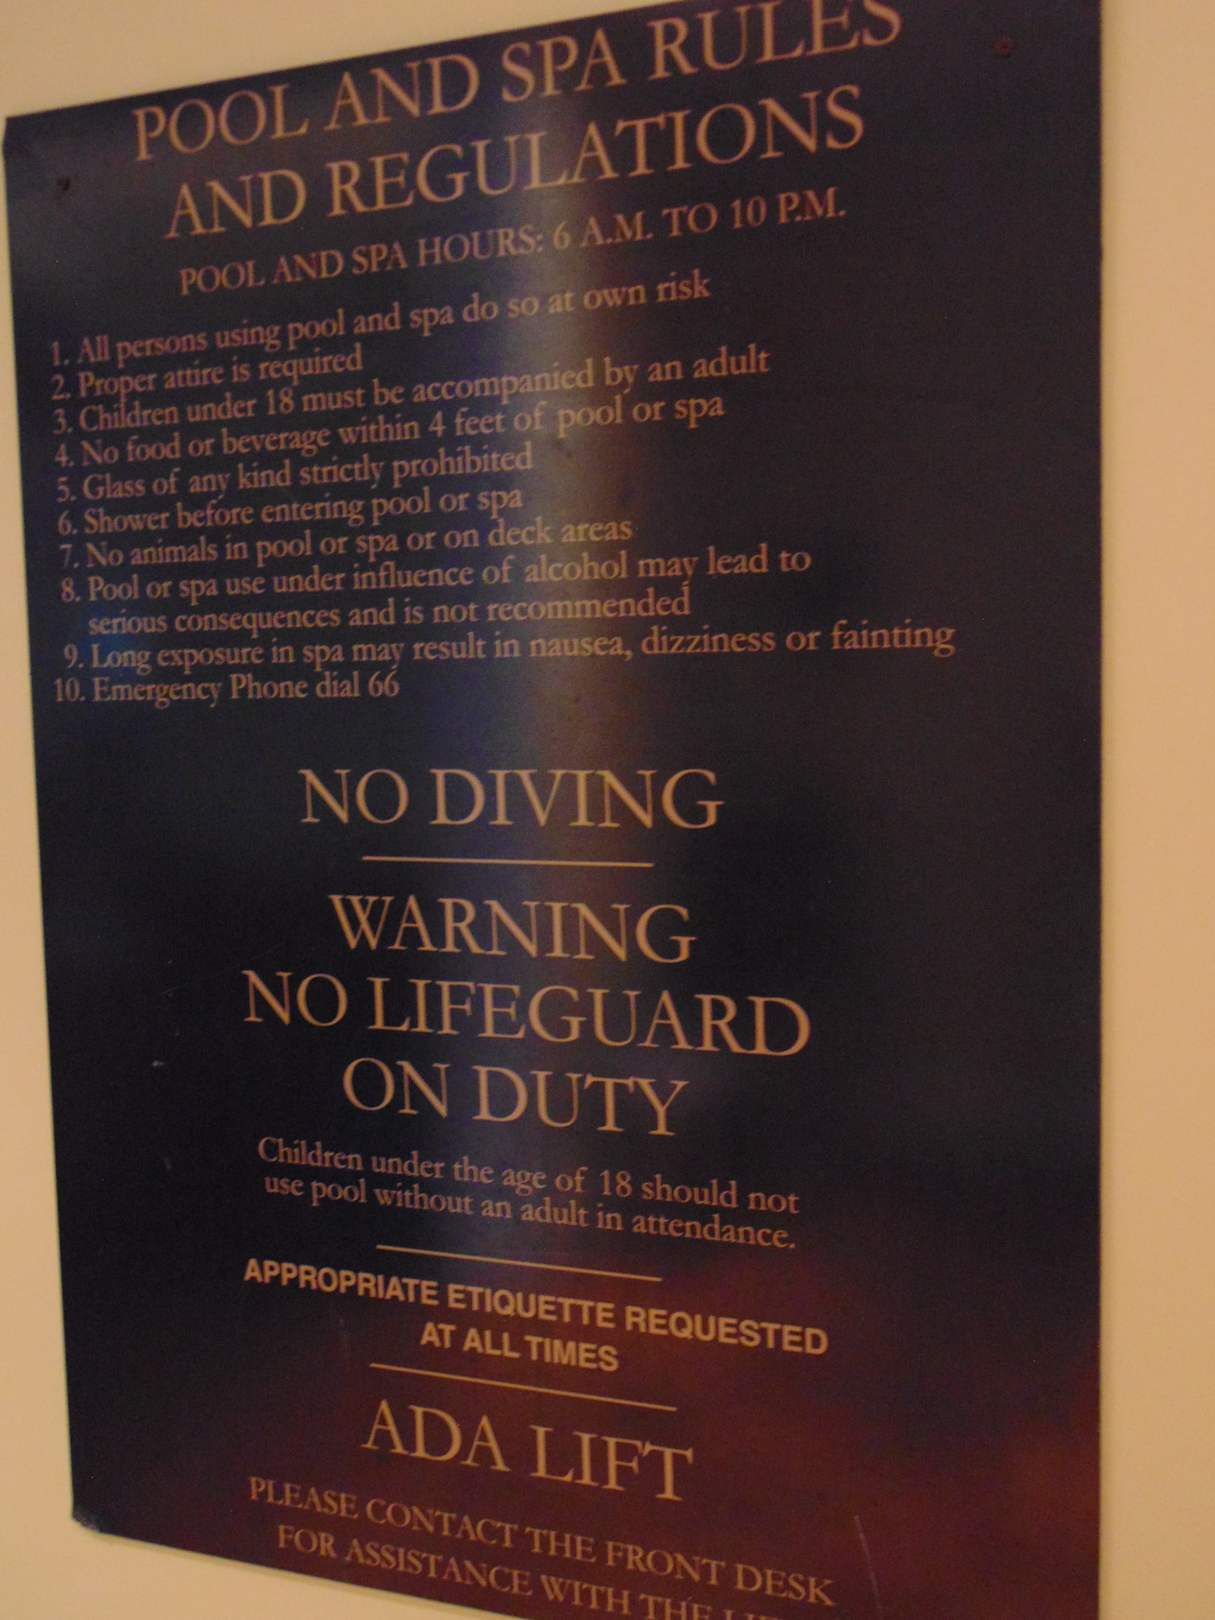 POOL AND SPA RULES
AND REGULATIONS
POOL AND SPA HOURS: 6 A.M. TO 10 P.M.
1. All persons using pool and spa do so at own risk
2. Proper attire is required
3. Children under 18 must be accompanied by an adult
4. No food or beverage within 4 feet of pool or spa
5. Glass of any kind strictly prohibited
6. Shower before entering pool or spa
7. No animals in pool or spa or on deck areas
8. Pool or spa use under influence of alcohol may lead to
serious consequences and is not recommended
9. Long exposure in spa may result in nausea, dizziness or fainting
10. Emergency Phone dial 66
NO DIVING
WARNING
NO LIFEGUARD
ON DUTY
Children under the age of 18 should not
use pool without an adult in attendance.
APPROPRIATE ETIQUETTE REQUESTED
AT ALL TIMES
ADA LIFT
PLEASE CONTACT THE FRONT DESK
FOR ASSISTANCE WITH THE